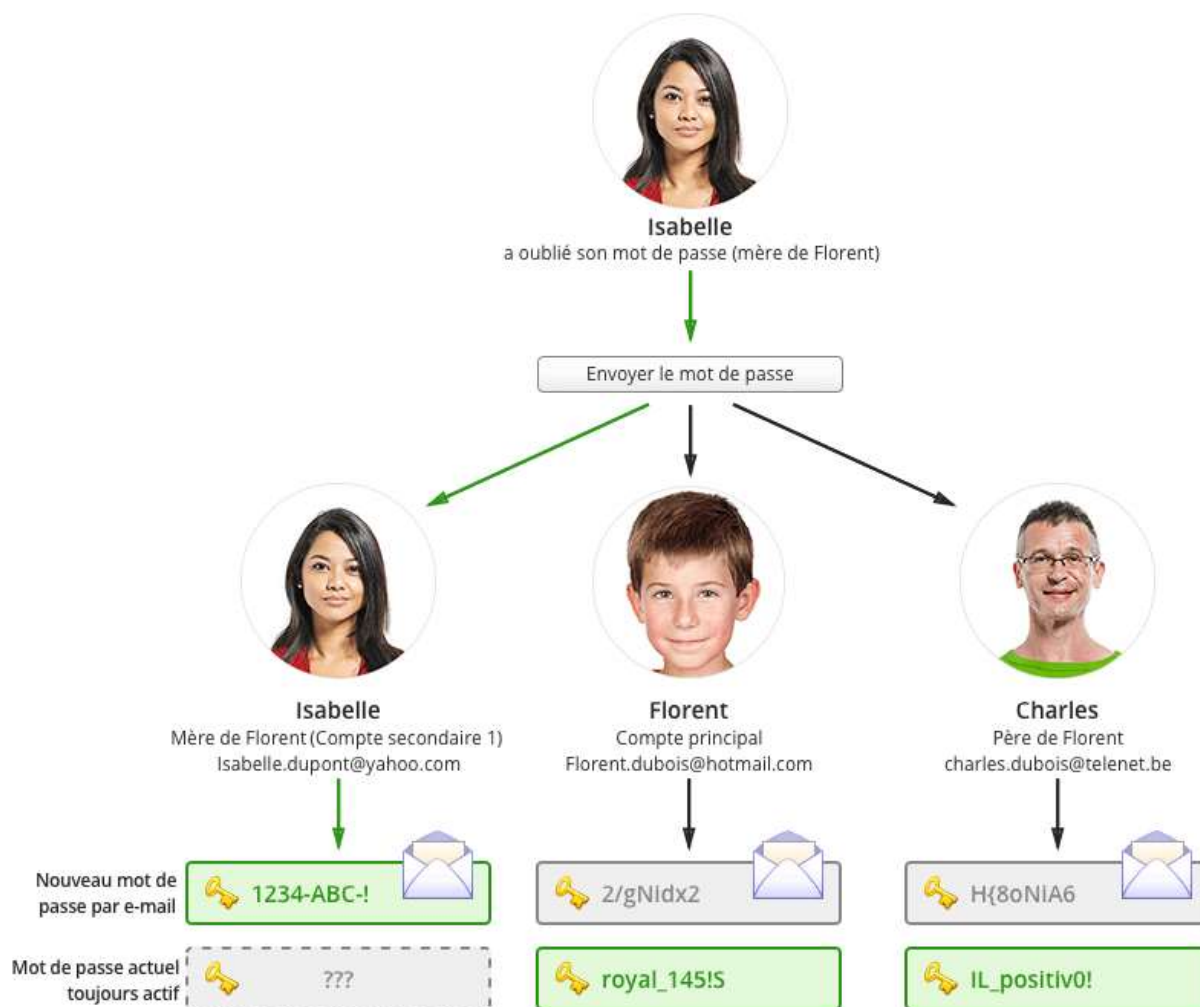 Isabelle
a oublié son mot de passe (mère de Florent)
Envoyer le mot de passe
Isabelle
Mère de Florent (Compte secondaire 1)
Isabelle.dupont@yahoo.com
Florent
Compte principal
Florent.dubois@hotmail.com
Charles
Père de Florent
charles.dubois@telenet.be
Nouveau mot de
passe par e-mail
1234-ABC-!
2/gNIdx2
H{8oNiA6
Mot de passe actuel
toujours actif
???
royal_145!S
IL_positiv0!